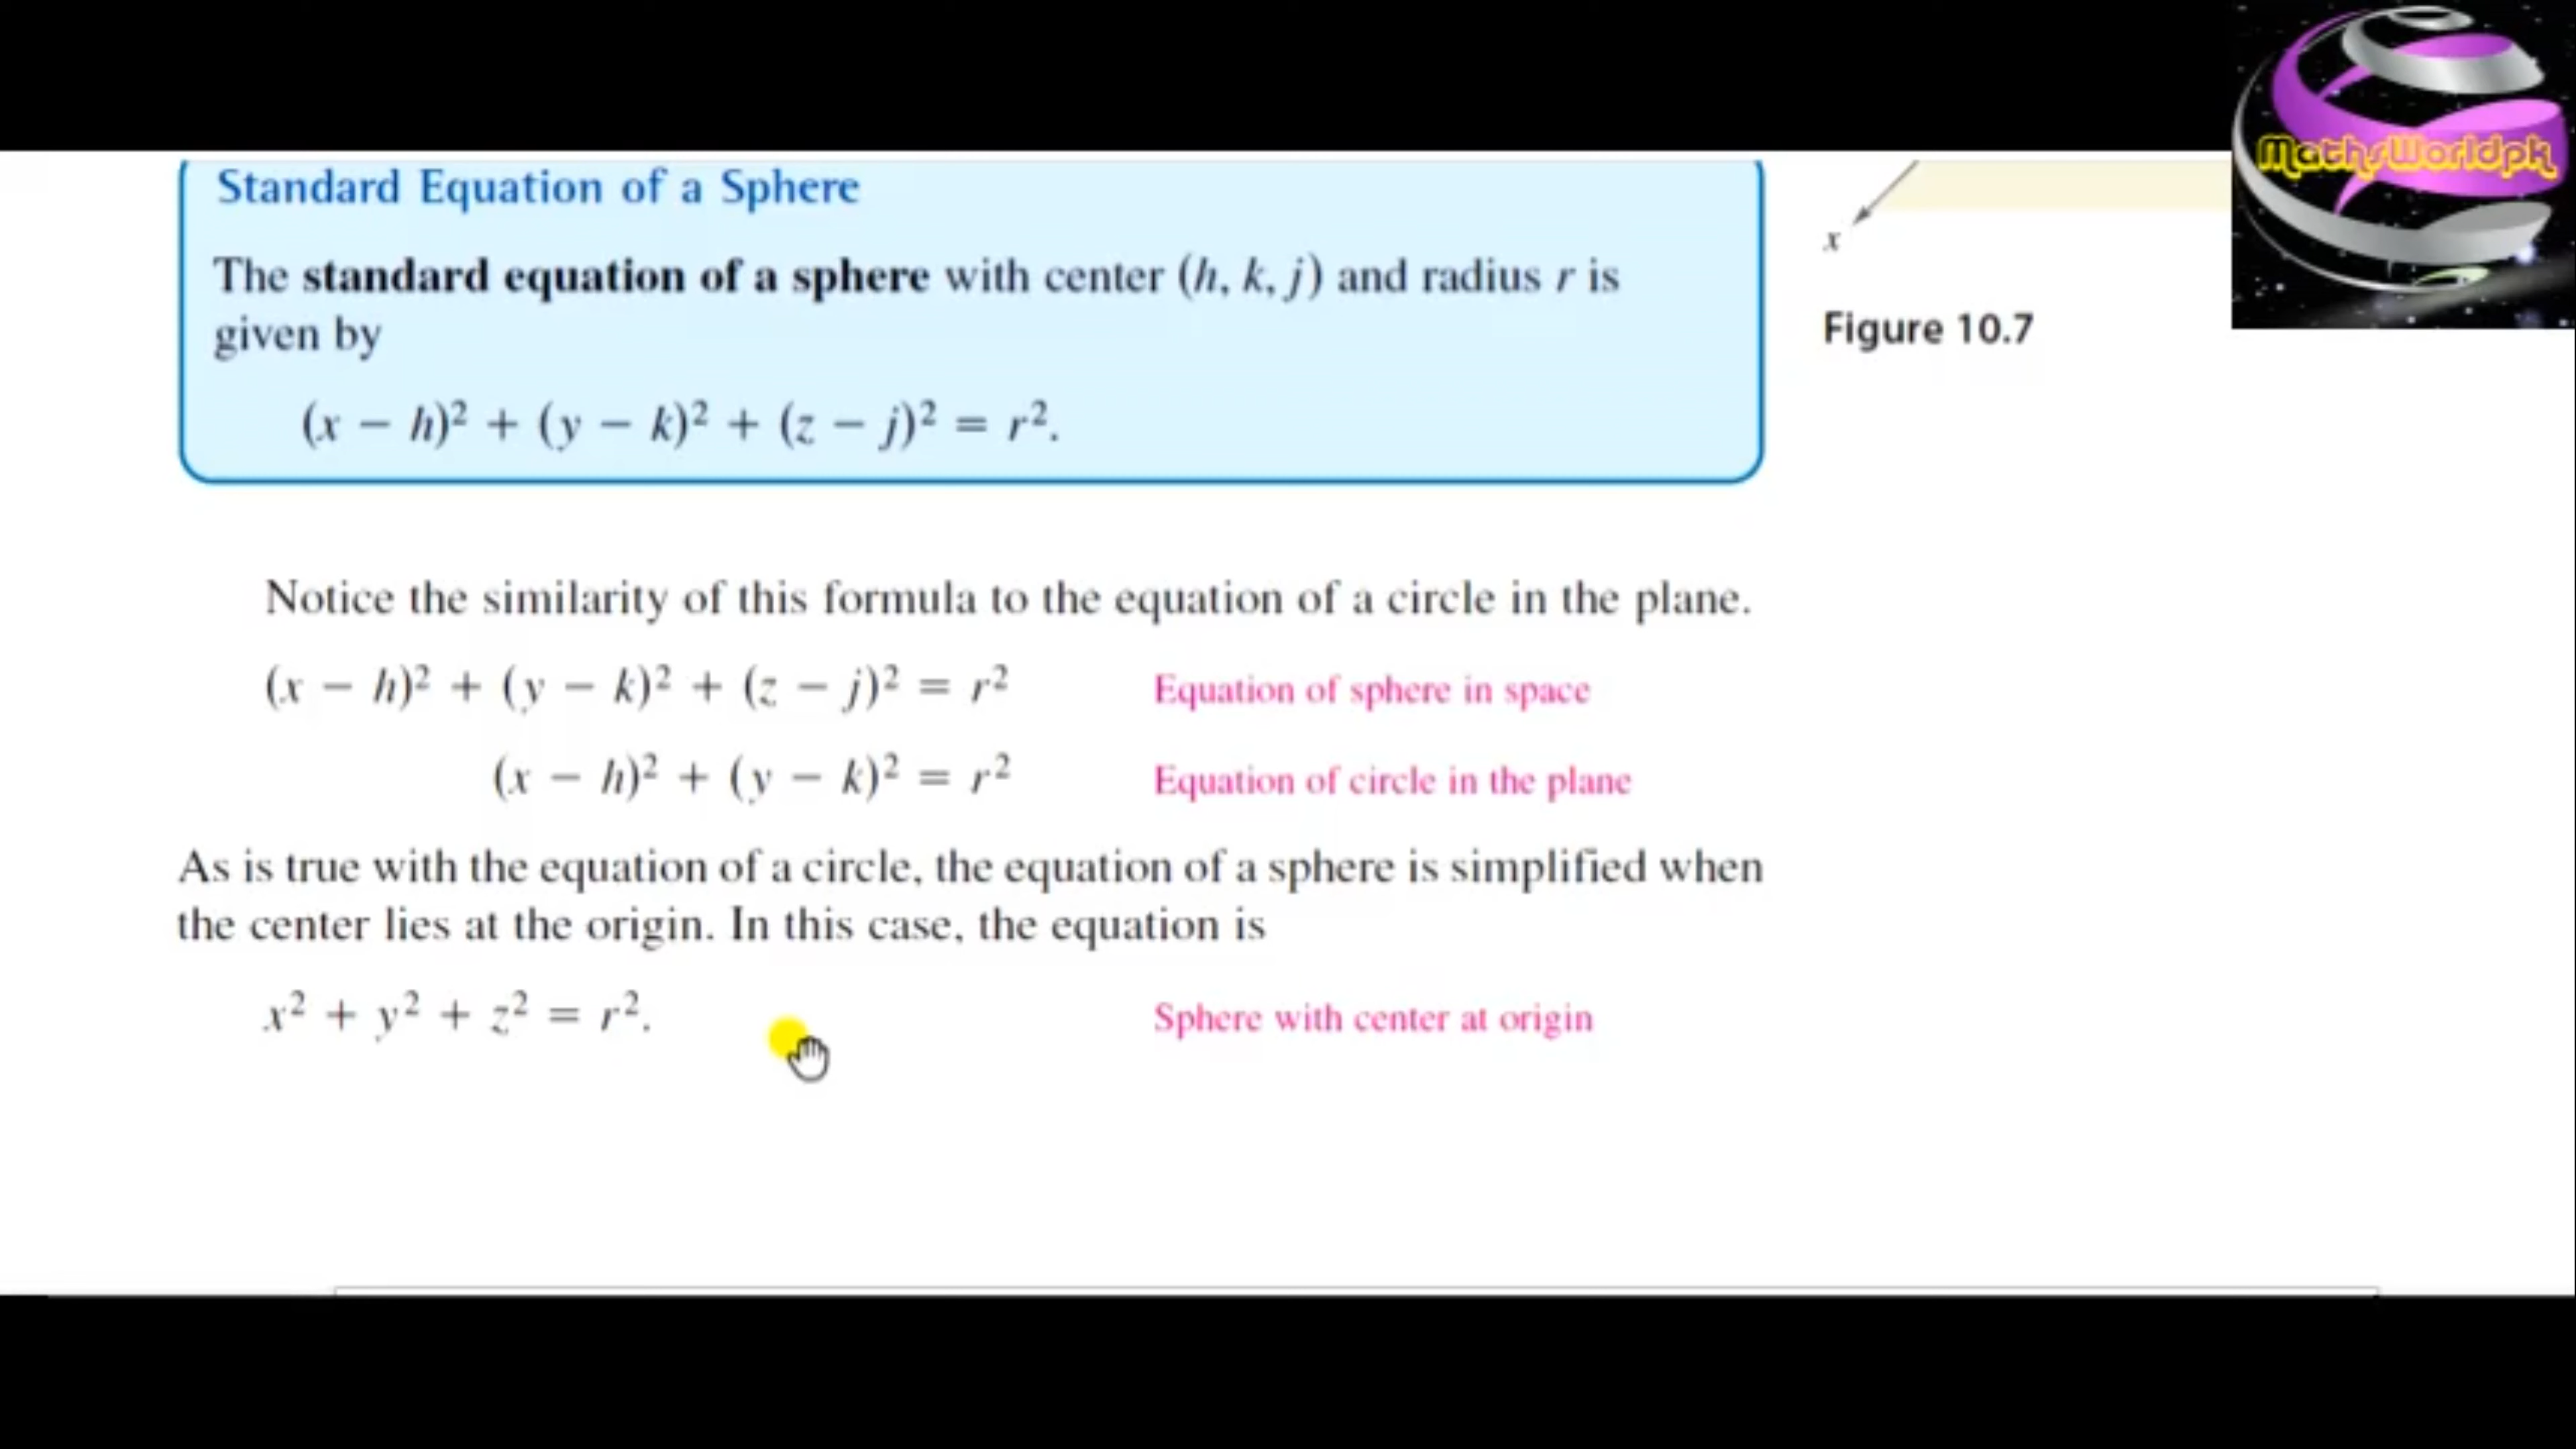 MathsWorldpk
Standard Equation of a Sphere
The standard equation of a sphere with center (h, k, j) and radius r is
given by
(x − h)² + (y − k)² + (z − j)² = r².
x
Figure 10.7
Notice the similarity of this formula to the equation of a circle in the plane.
(x − h)² + (y − k)² + (z − j)² = r² Equation of sphere in space
(x − h)² + (y − k)² = r² Equation of circle in the plane
As is true with the equation of a circle, the equation of a sphere is simplified when
the center lies at the origin. In this case, the equation is
x² + y² + z² = r². Sphere with center at origin